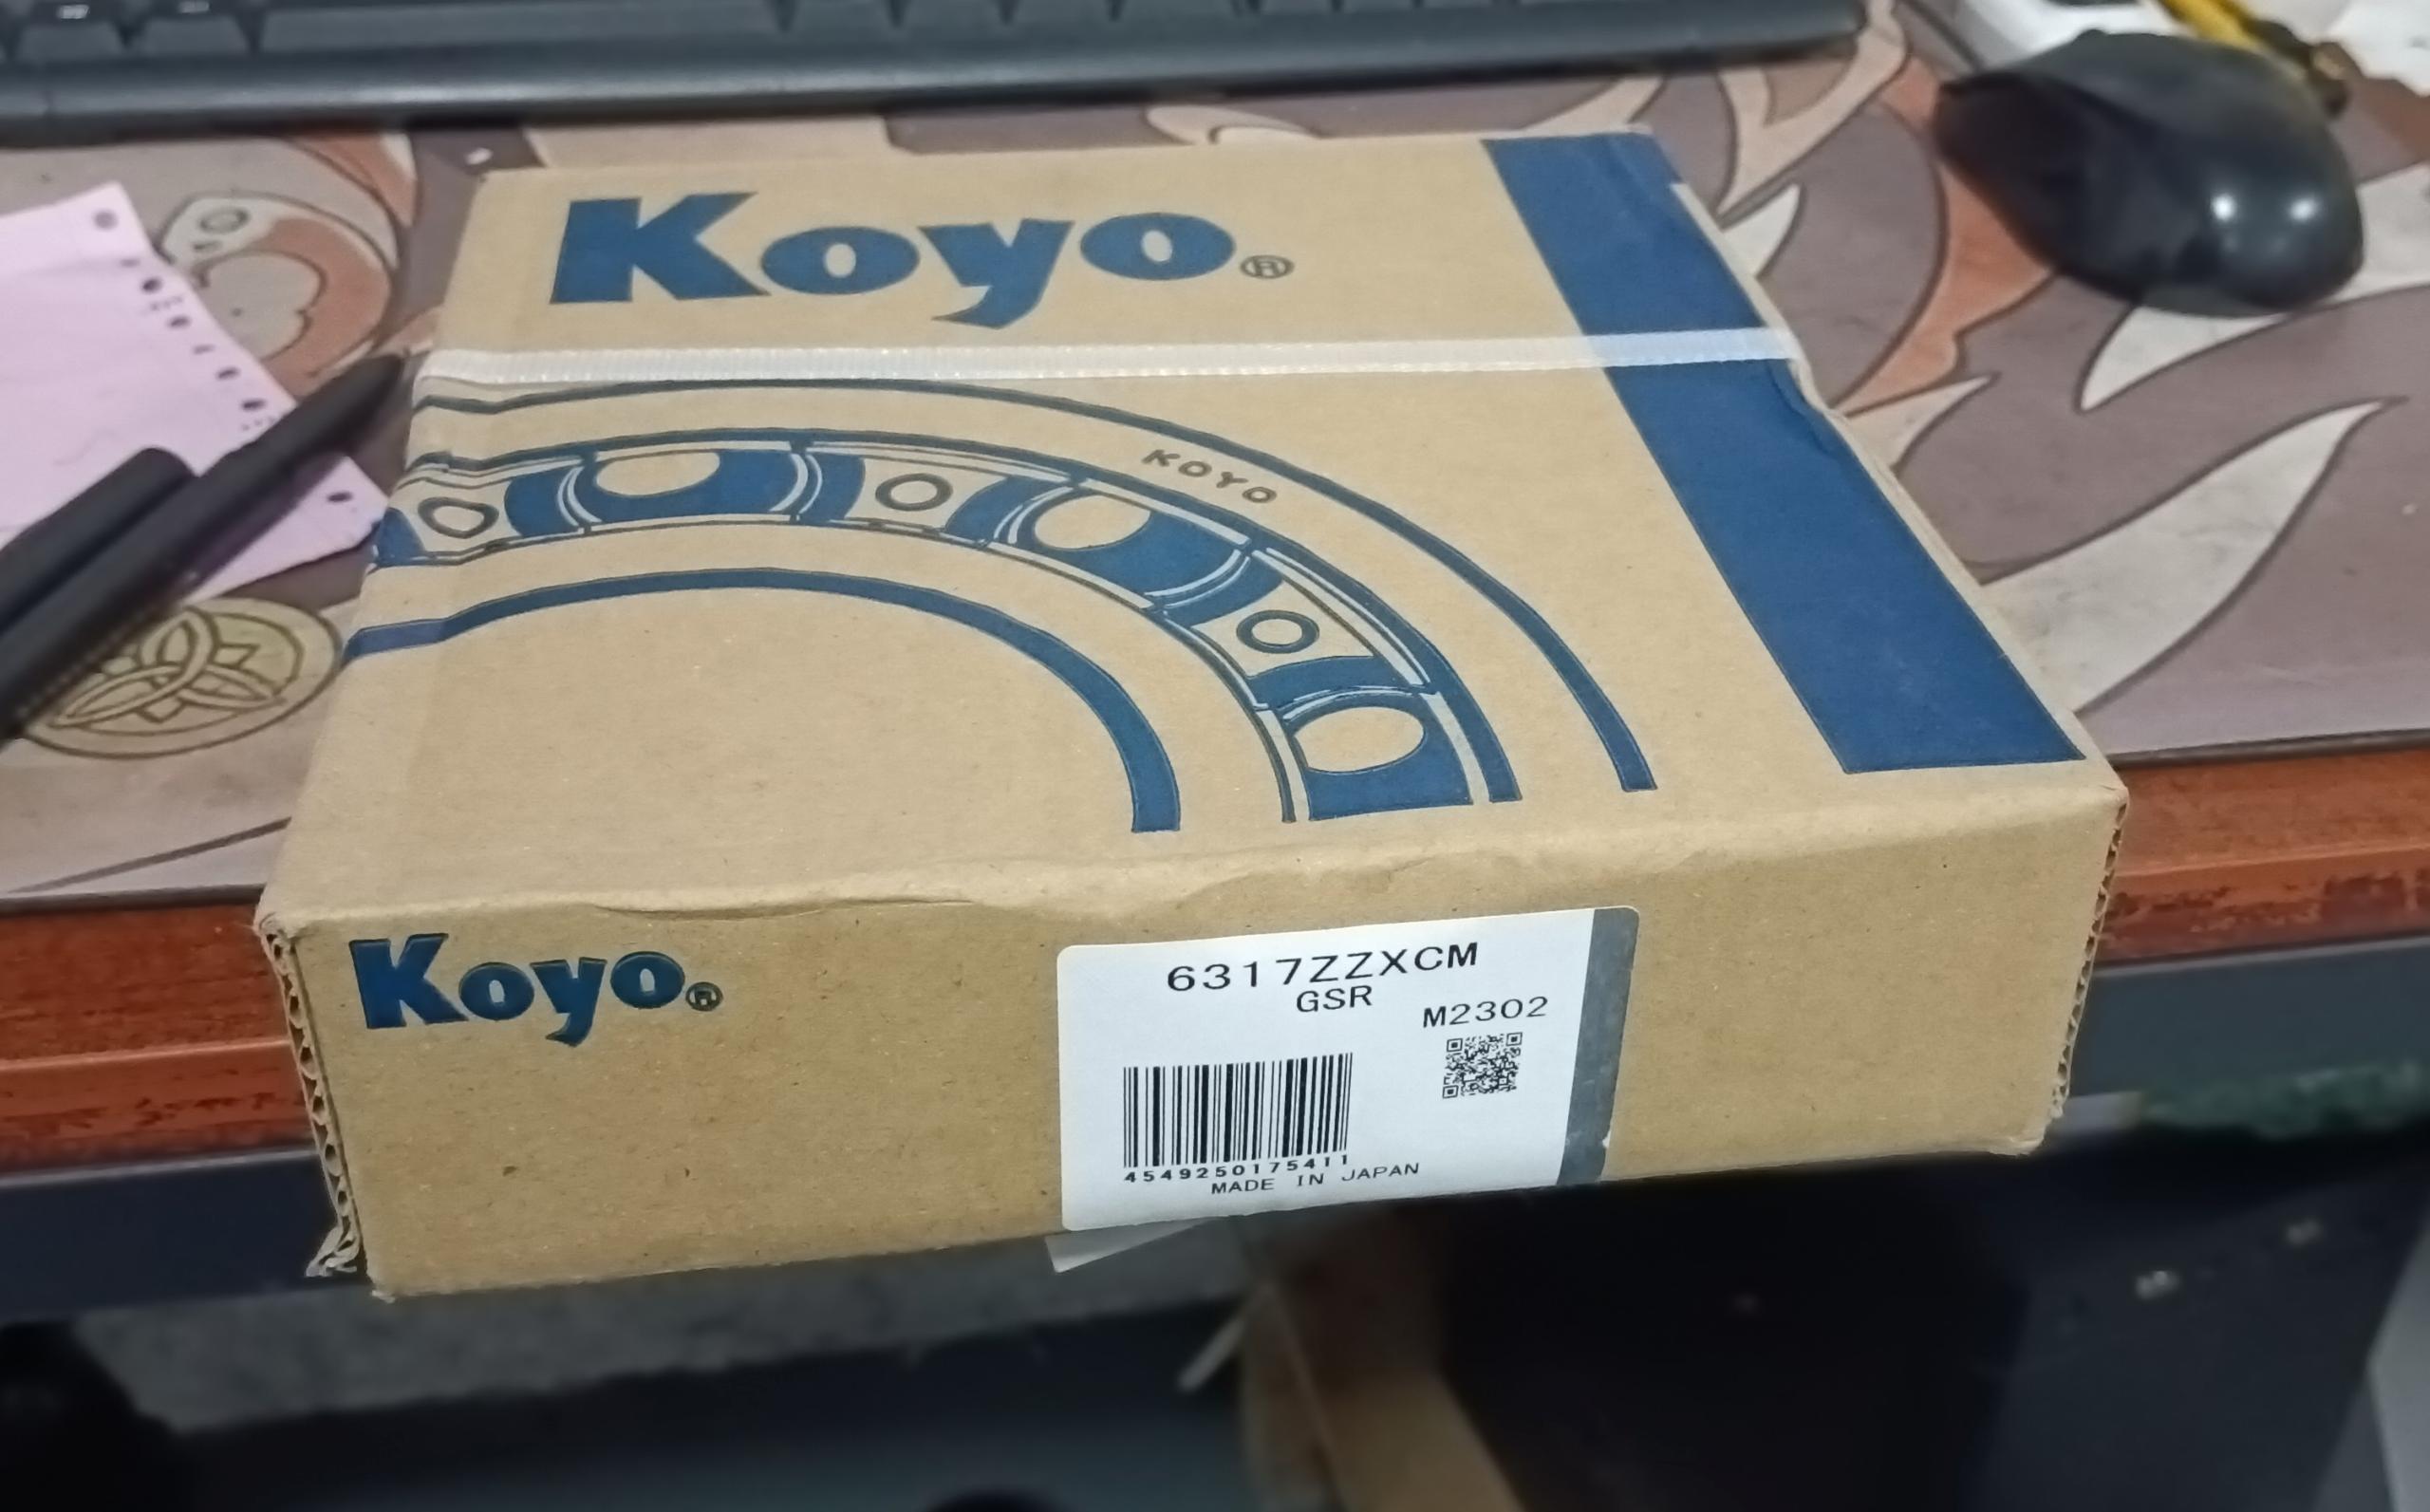 Koyo®
KOYO
Koyo®
6317ZZXCM
GSR
M2302
4549250175411
MADE IN JAPAN